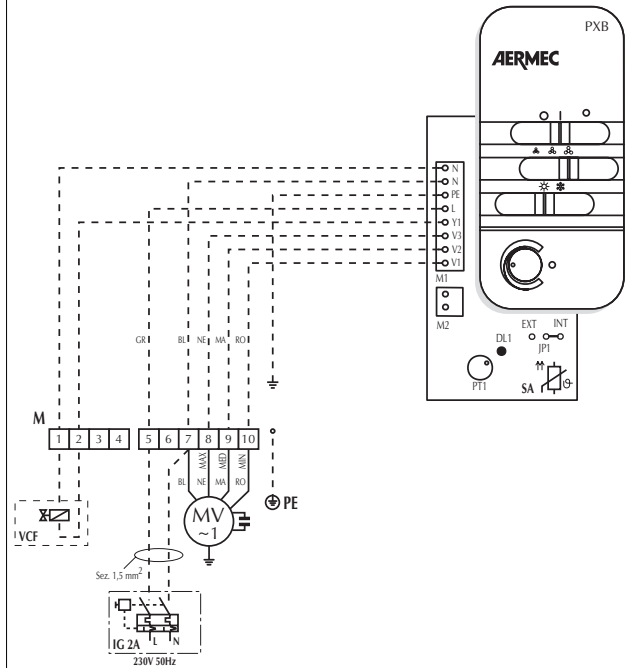 PXB
AERMEC
N
N
PE
L
Y1
V3
V2
V1
M1
M2
EXT INT
DL1
JP1
PT1
SA ϑ
GR BL NE MA RO
M
1 2 3 4 5 6 7 8 9 10
MAX MED MIN
BL NE MA RO
PE
MV
~1
VCF
Sez. 1,5 mm²
IG 2A L N
230V 50Hz